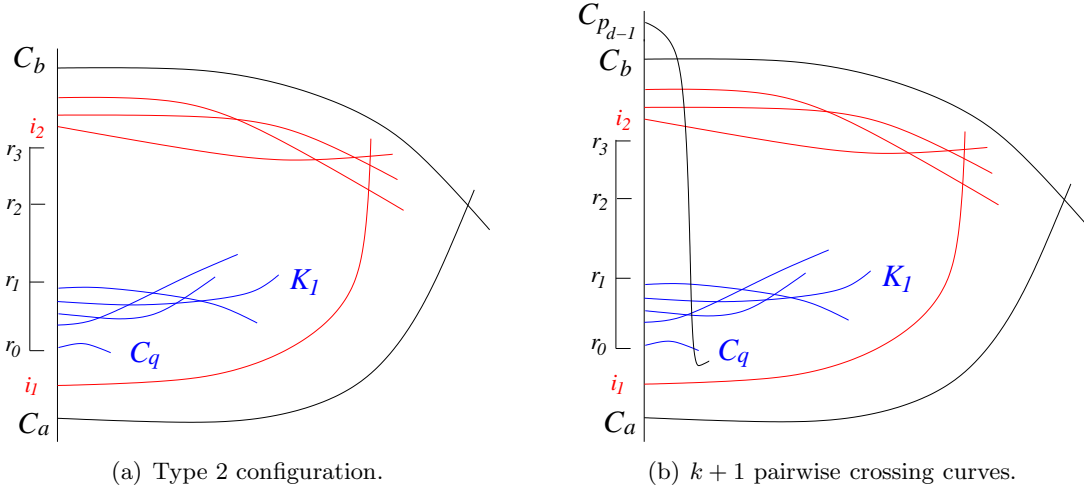 C_b
i_2
r_3
r_2
r_1
K_1
r_0
C_q
i_1
C_a
(a) Type 2 configuration.
C_{p_{d-1}}
C_b
i_2
r_3
r_2
r_1
K_1
r_0
C_q
i_1
C_a
(b) k + 1 pairwise crossing curves.